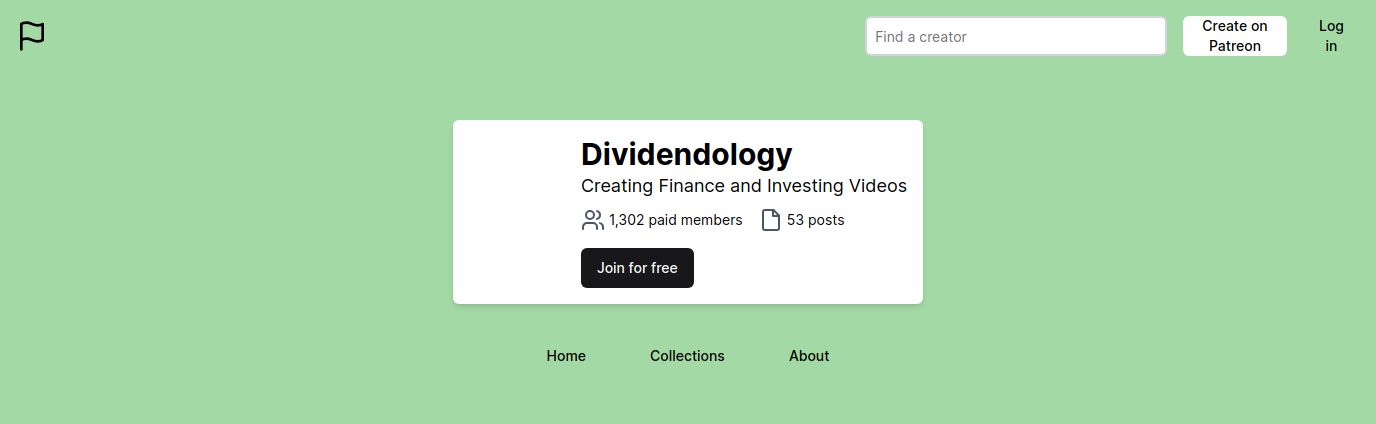 Find a creator
Create on
Patreon
Log
in
Dividendology
Creating Finance and Investing Videos
1,302 paid members 53 posts
Join for free
Home Collections About